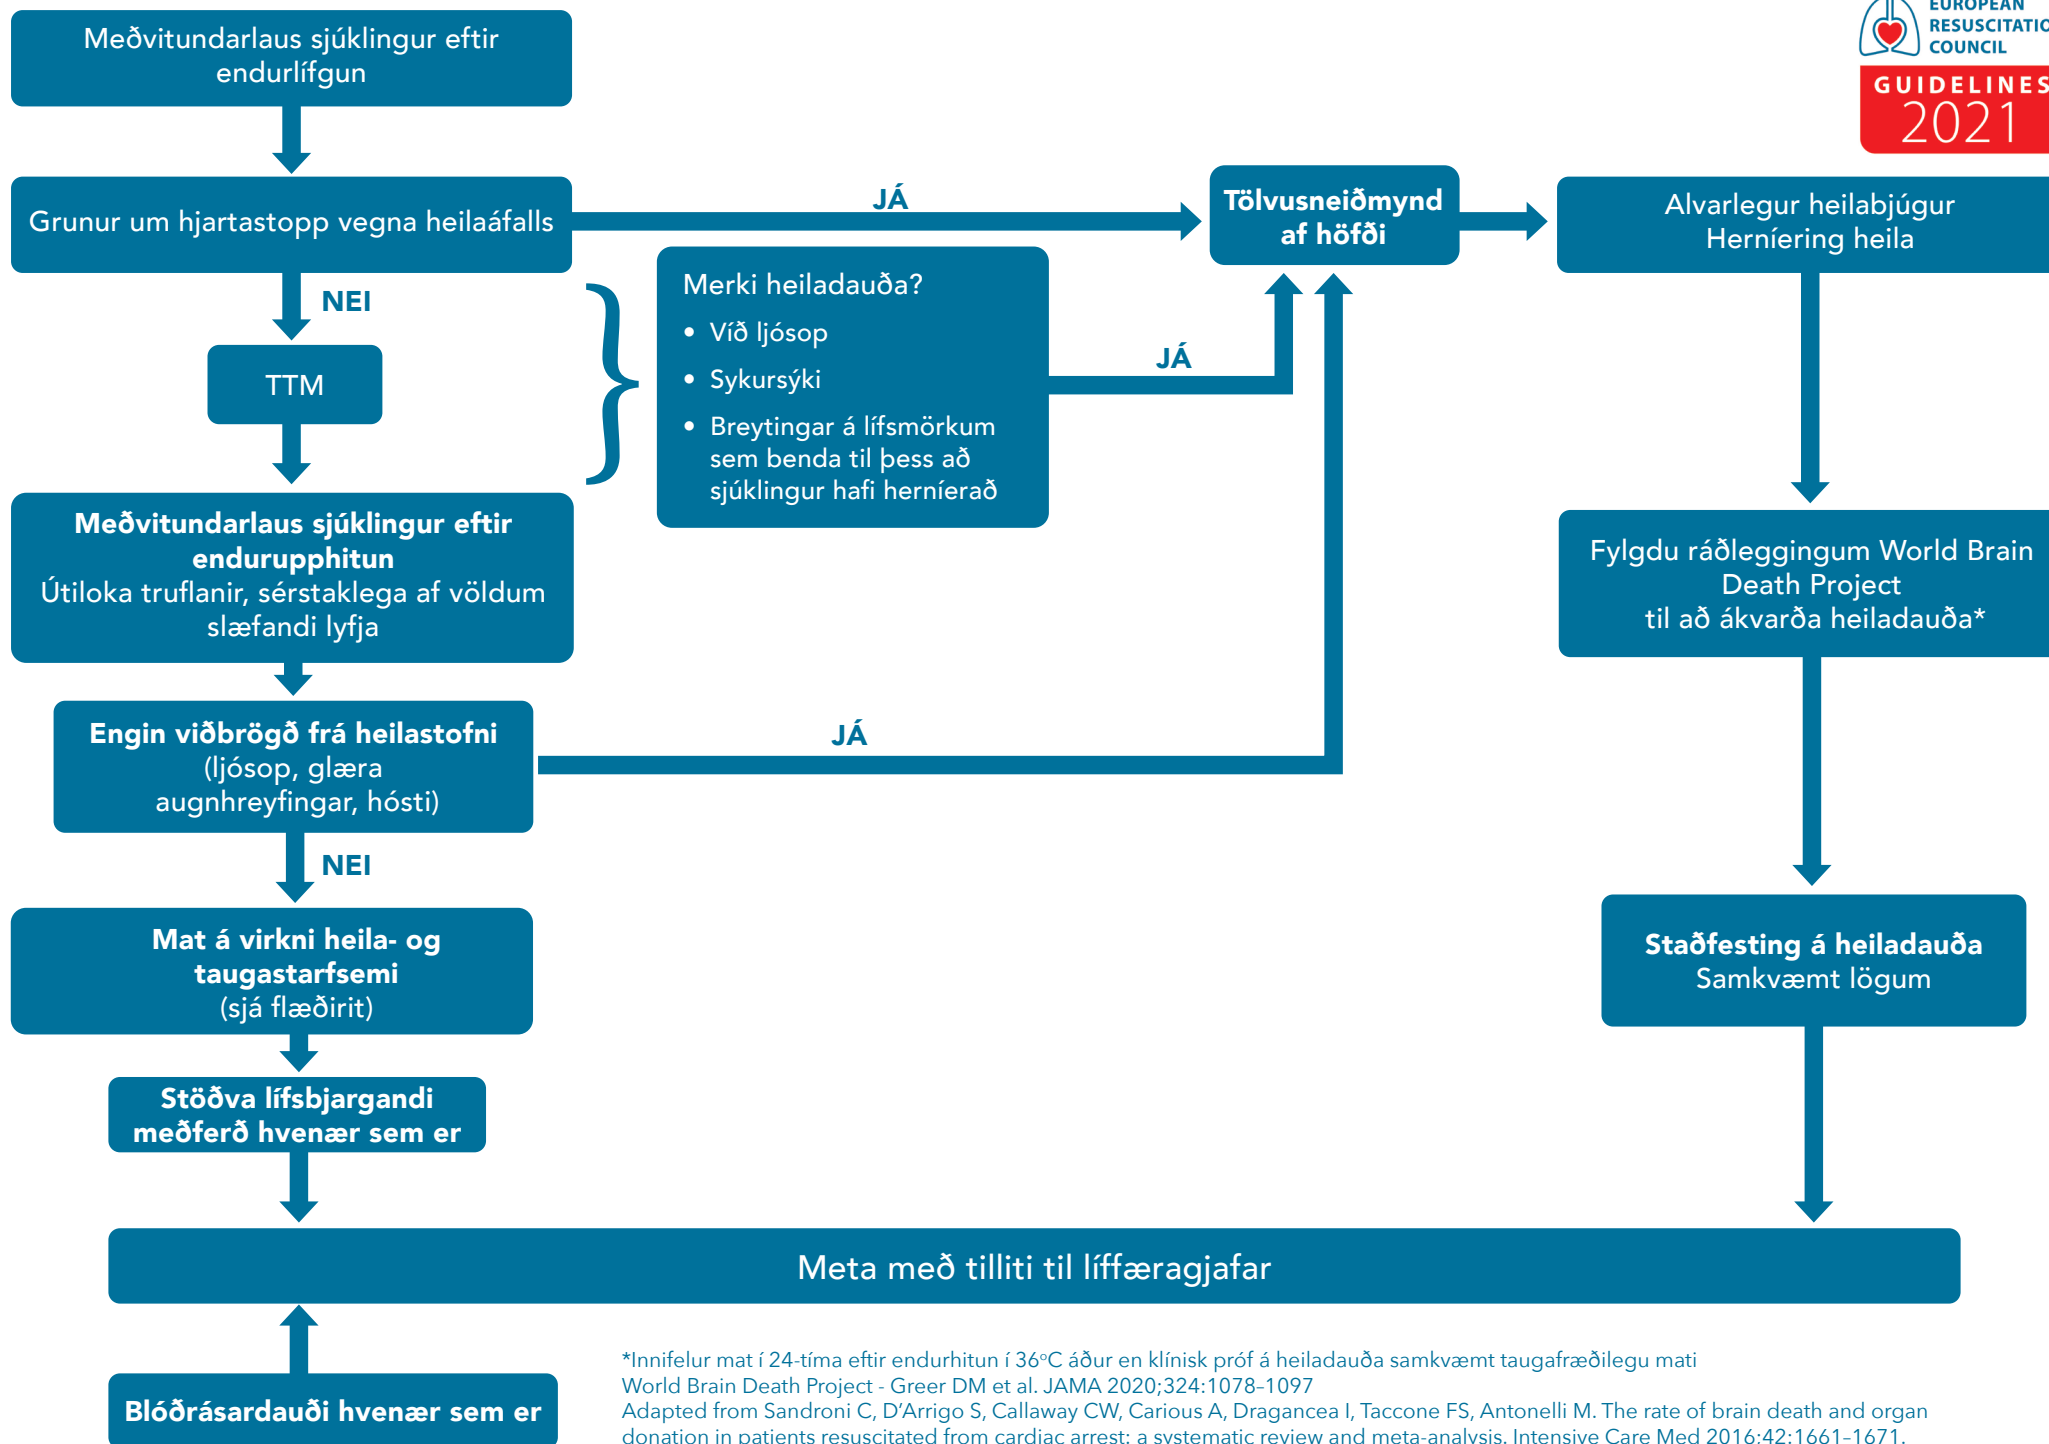 Meðvitundarlaus sjúklingur eftir
endurlífgun
EUROPEAN
COUNCIL
GUIDELINES
2021
Grunur um hjartastopp vegna heilaáfalls
JÁ
Tölvusneiðmynd
af höfði
Alvarlegur heilabjúgur
Herníering heila
NEI
TTM
Merki heiladauða?
• Víð ljósop
• Sykursýki
• Breytingar á lífsmörkum
sem benda til þess að
sjúklingur hafi herníerað
JÁ
Meðvitundarlaus sjúklingur eftir
endurupphitun
Útiloka truflanir, sérstaklega af völdum
slæfandi lyfja
Fylgdu ráðleggingum World Brain
Death Project
til að ákvarða heiladauða*
Engin viðbrögð frá heilastofni
(ljósop, glæra
augnhreyfingar, hósti)
JÁ
NEI
Mat á virkni heila- og
taugastarfsemi
(sjá flæðirit)
Staðfesting á heiladauða
Samkvæmt lögum
Stöðva lífsbjargandi
meðferð hvenær sem er
Meta með tilliti til líffæragjafar
Blóðrásardauði hvenær sem er
*Innifelur mat í 24-tíma eftir endurhitun í 36°C áður en klínisk próf á heiladauða samkvæmt taugafræðilegu mati
World Brain Death Project - Greer DM et al. JAMA 2020;324:1078–1097
Adapted from Sandroni C, D'Arrigo S, Callaway CW, Carious A, Dragancea I, Taccone FS, Antonelli M. The rate of brain death and organ
donation in patients resuscitated from cardiac arrest: a systematic review and meta-analysis. Intensive Care Med 2016;42:1661–1671.